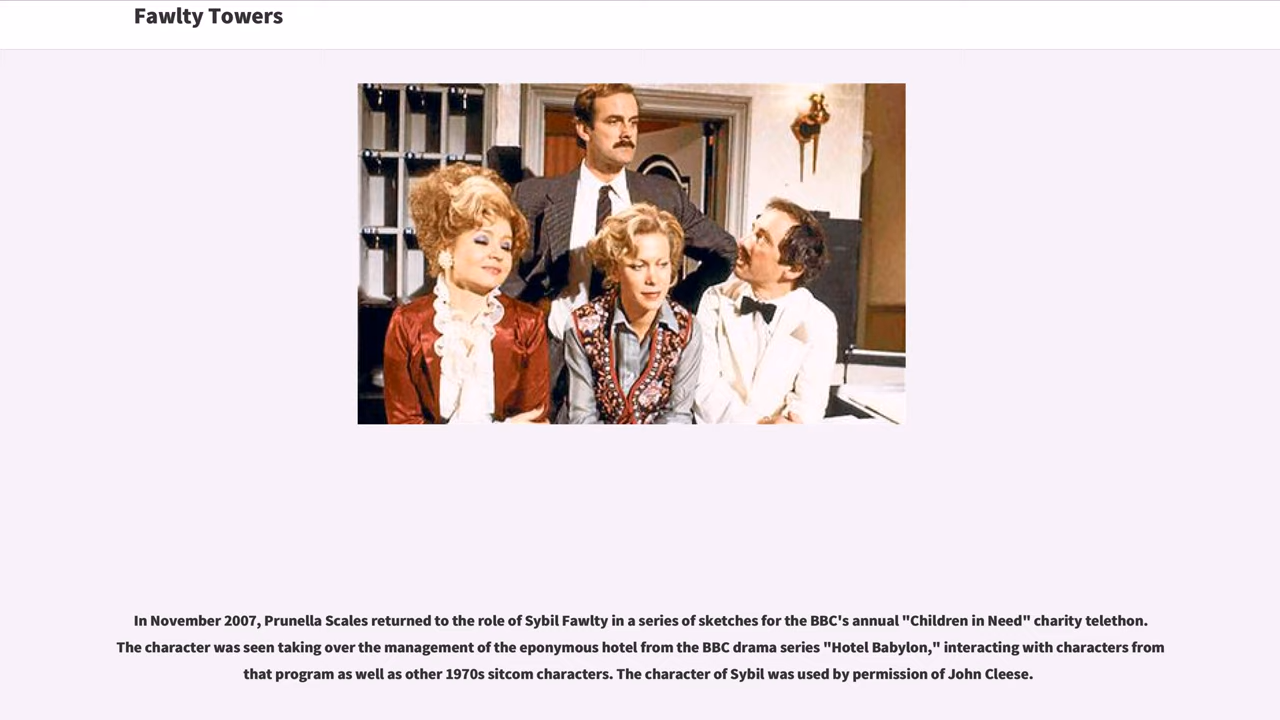 Fawlty Towers
In November 2007, Prunella Scales returned to the role of Sybil Fawlty in a series of sketches for the BBC's annual "Children in Need" charity telethon.
The character was seen taking over the management of the eponymous hotel from the BBC drama series "Hotel Babylon," interacting with characters from
that program as well as other 1970s sitcom characters. The character of Sybil was used by permission of John Cleese.